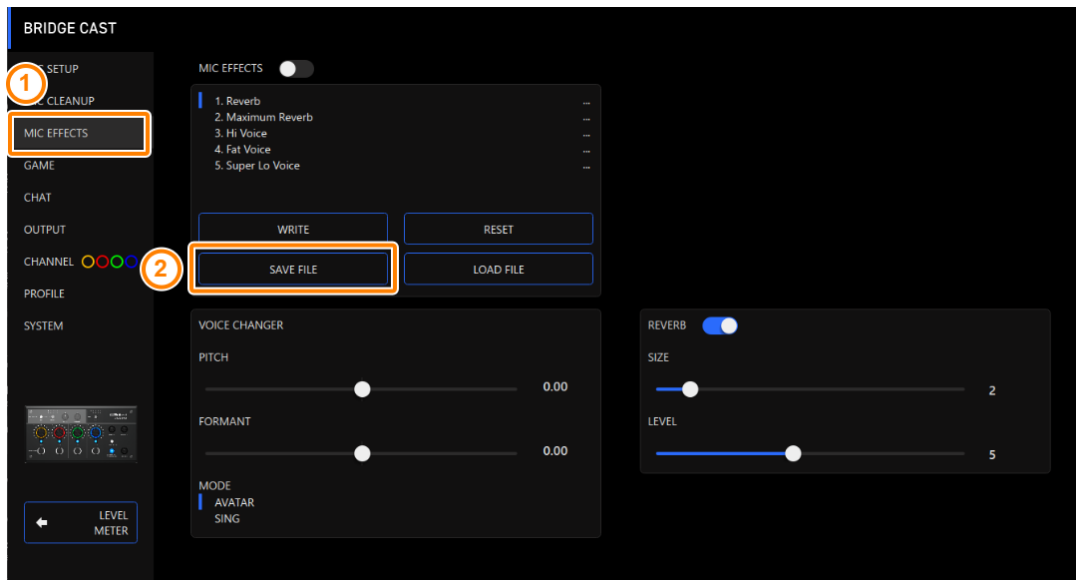 BRIDGE CAST
SETUP
1
CLEANUP
MIC EFFECTS
GAME
CHAT
OUTPUT
CHANNEL
PROFILE
SYSTEM
LEVEL
METER
MIC EFFECTS
1. Reverb ...
2. Maximum Reverb ...
3. Hi Voice ...
4. Fat Voice ...
5. Super Lo Voice ...
WRITE RESET
2 SAVE FILE LOAD FILE
VOICE CHANGER
PITCH
0.00
FORMANT
0.00
MODE
AVATAR
SING
REVERB
SIZE
2
LEVEL
5